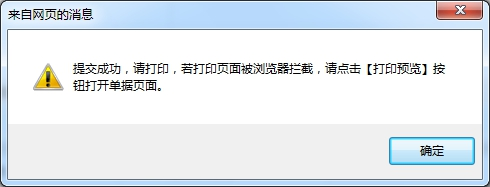 来自网页的消息
提交成功，请打印，若打印页面被浏览器拦截，请点击【打印预览】按
钮打开单据页面。
确定